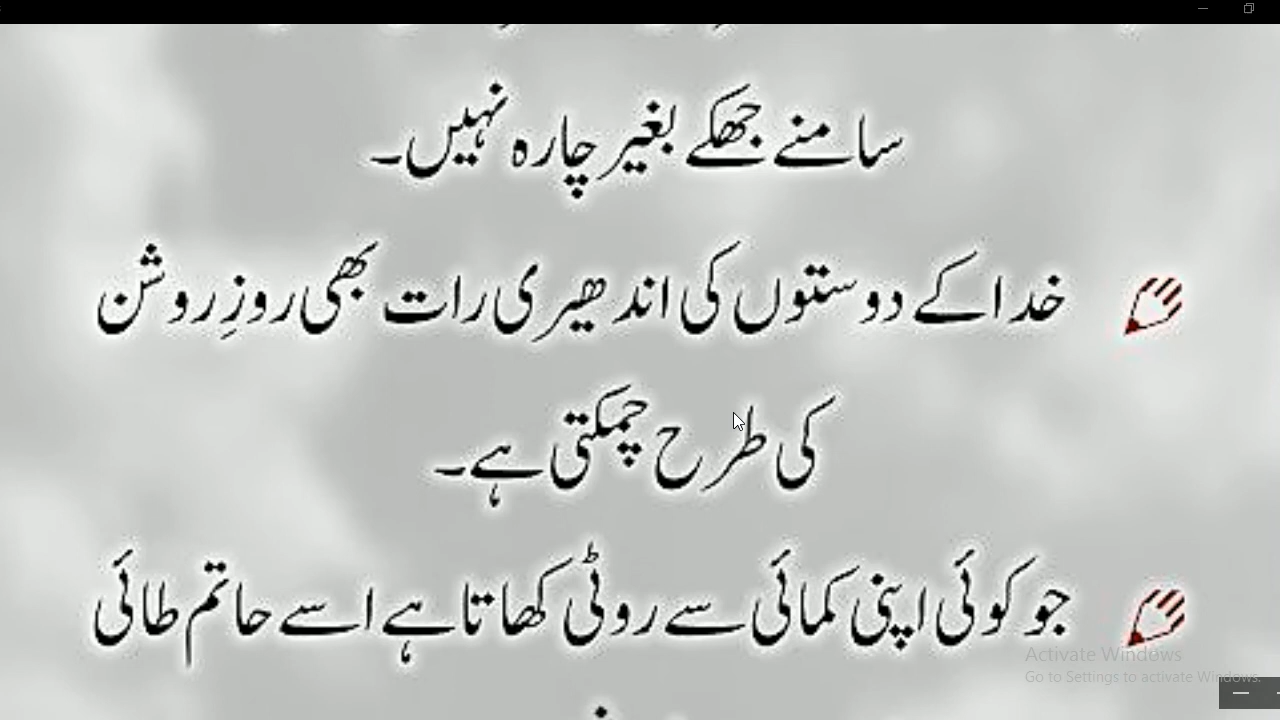 سامنے جھکے بغیر چارہ نہیں۔
خدا کے دوستوں کی اندھیری رات بھی روزِ روشن
کی طرح چمکتی ہے۔
جو کوئی اپنی کمائی سے روٹی کھاتا ہے اسے حاتم طائی
Activate Windows
Go to Settings to activate Windows.